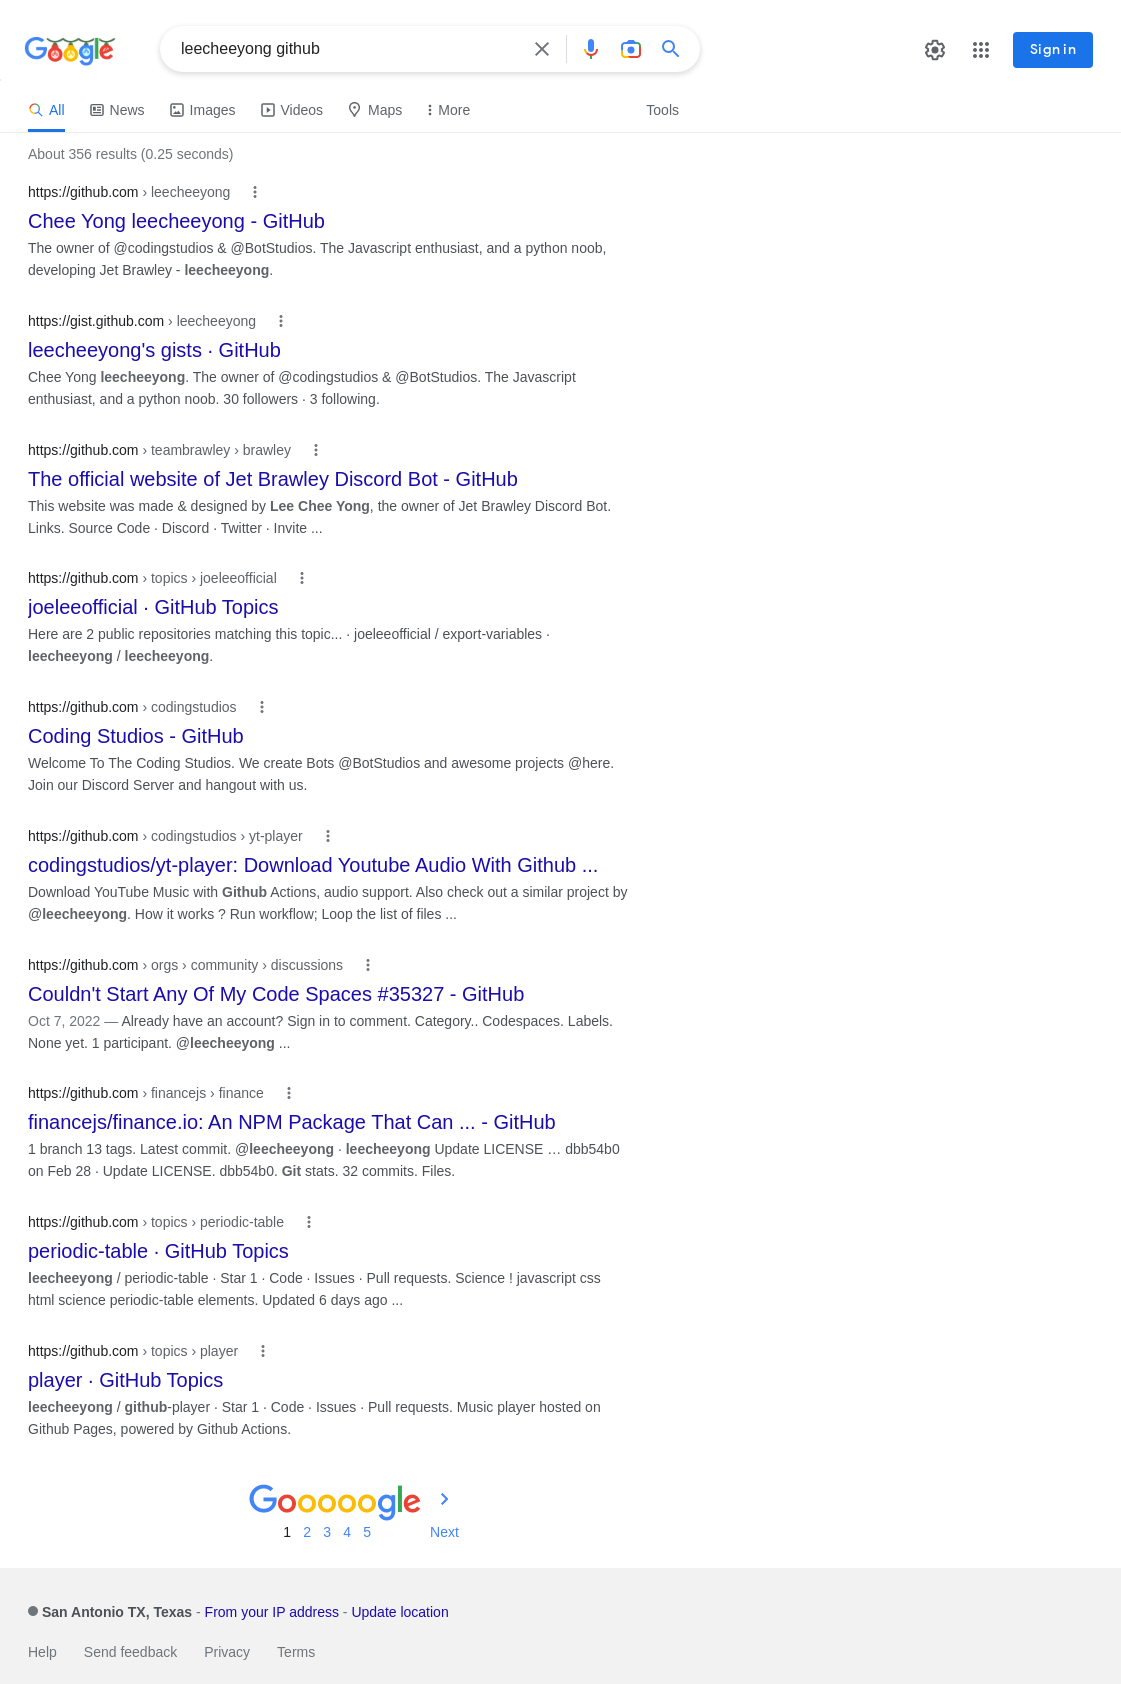 Google
leecheeyong github
Sign in
All
News
Images
Videos
Maps
More
Tools
About 356 results (0.25 seconds)
https://github.com › leecheeyong
Chee Yong leecheeyong - GitHub
The owner of @codingstudios & @BotStudios. The Javascript enthusiast, and a python noob,
developing Jet Brawley - leecheeyong.
https://gist.github.com › leecheeyong
leecheeyong's gists · GitHub
Chee Yong leecheeyong. The owner of @codingstudios & @BotStudios. The Javascript
enthusiast, and a python noob. 30 followers · 3 following.
https://github.com › teambrawley › brawley
The official website of Jet Brawley Discord Bot - GitHub
This website was made & designed by Lee Chee Yong, the owner of Jet Brawley Discord Bot.
Links. Source Code · Discord · Twitter · Invite ...
https://github.com › topics › joeleeofficial
joeleeofficial · GitHub Topics
Here are 2 public repositories matching this topic... · joeleeofficial / export-variables ·
leecheeyong / leecheeyong.
https://github.com › codingstudios
Coding Studios - GitHub
Welcome To The Coding Studios. We create Bots @BotStudios and awesome projects @here.
Join our Discord Server and hangout with us.
https://github.com › codingstudios › yt-player
codingstudios/yt-player: Download Youtube Audio With Github ...
Download YouTube Music with Github Actions, audio support. Also check out a similar project by
@leecheeyong. How it works ? Run workflow; Loop the list of files ...
https://github.com › orgs › community › discussions
Couldn't Start Any Of My Code Spaces #35327 - GitHub
Oct 7, 2022 — Already have an account? Sign in to comment. Category.. Codespaces. Labels.
None yet. 1 participant. @leecheeyong ...
https://github.com › financejs › finance
financejs/finance.io: An NPM Package That Can ... - GitHub
1 branch 13 tags. Latest commit. @leecheeyong · leecheeyong Update LICENSE … dbb54b0
on Feb 28 · Update LICENSE. dbb54b0. Git stats. 32 commits. Files.
https://github.com › topics › periodic-table
periodic-table · GitHub Topics
leecheeyong / periodic-table · Star 1 · Code · Issues · Pull requests. Science ! javascript css
html science periodic-table elements. Updated 6 days ago ...
https://github.com › topics › player
player · GitHub Topics
leecheeyong / github-player · Star 1 · Code · Issues · Pull requests. Music player hosted on
Github Pages, powered by Github Actions.
Goooooogle
1 2 3 4 5 Next
San Antonio TX, Texas - From your IP address - Update location
Help Send feedback Privacy Terms